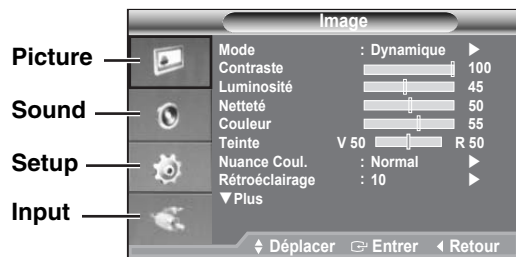 Image
Picture
Sound
Setup
Input
Mode : Dynamique ▶
Contraste 100
Luminosité 45
Netteté 50
Couleur 55
Teinte V 50 R 50
Nuance Coul. : Normal ▶
Rétroéclairage : 10 ▶
▼Plus
Déplacer Entrer Retour